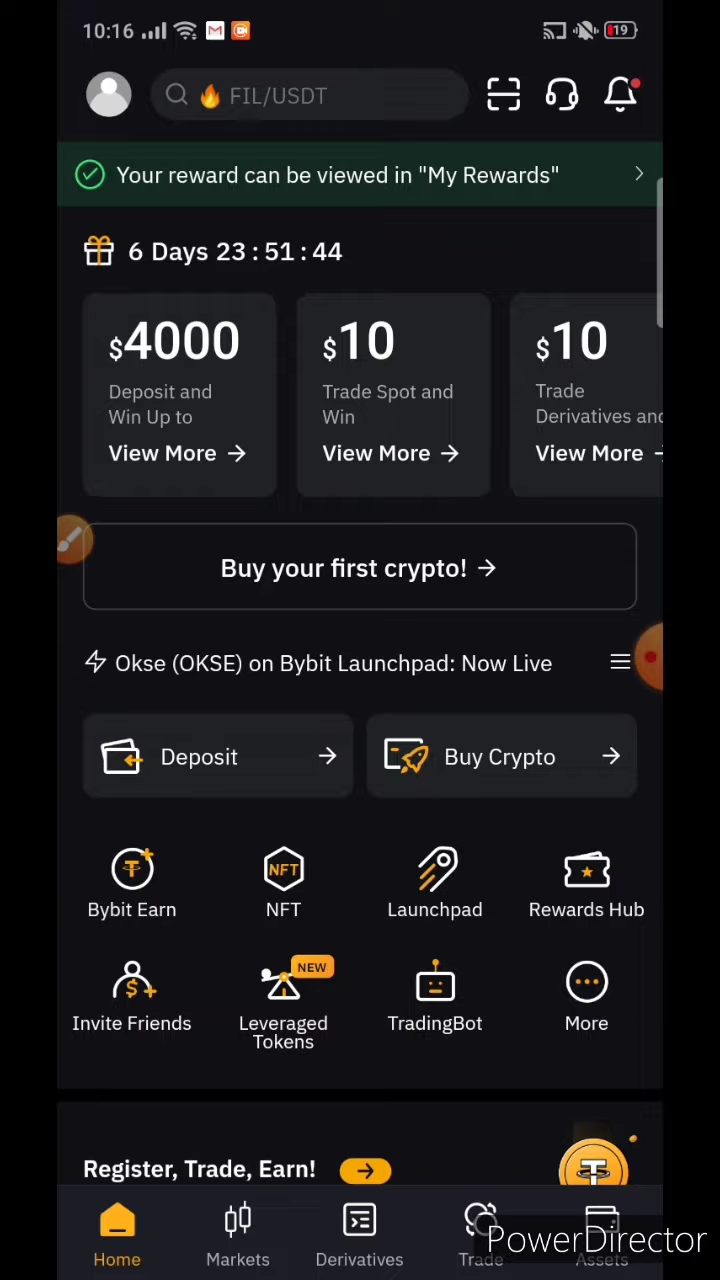 10:16
19
FIL/USDT
Your reward can be viewed in "My Rewards"
6 Days 23:51:44
$4000
Deposit and
Win Up to
View More →
$10
Trade Spot and
Win
View More →
$10
Trade
Derivatives and
View More
Buy your first crypto! →
Okse (OKSE) on Bybit Launchpad: Now Live
Deposit →
Buy Crypto →
Bybit Earn
NFT
NFT
Launchpad
Rewards Hub
Invite Friends
NEW
Leveraged
Tokens
TradingBot
More
Register, Trade, Earn!
Home
Markets
Derivatives
Trade
Assets
PowerDirector